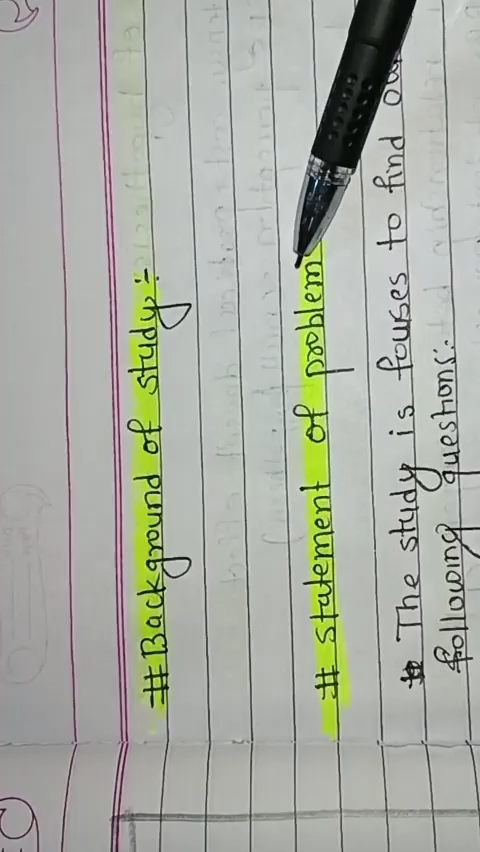 # Background of study:-
# statement of problem
The study is fouses to find out
following questions:-